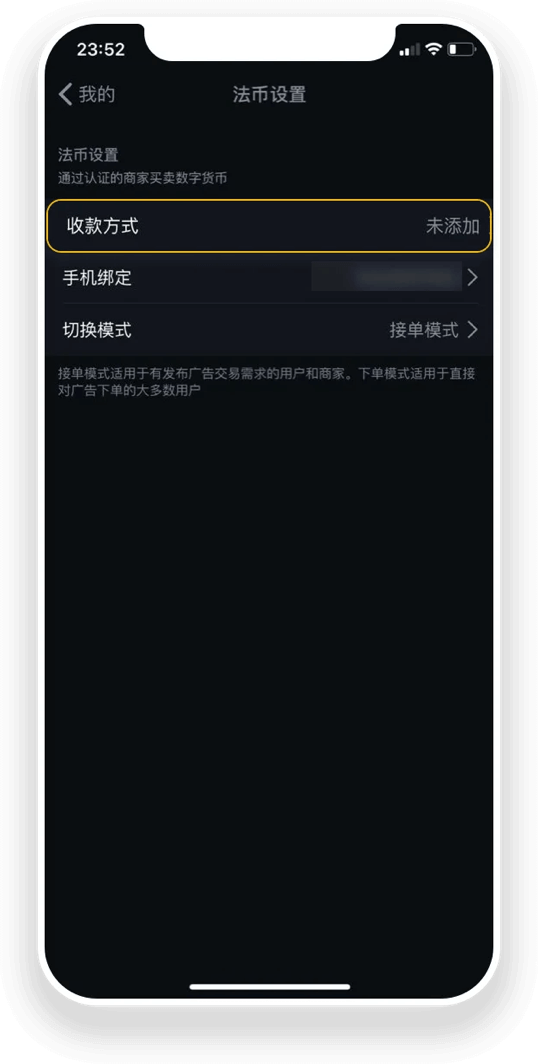 23:52
我的
法币设置
法币设置
通过认证的商家买卖数字货币
收款方式 未添加
手机绑定
切换模式 接单模式
接单模式适用于有发布广告交易需求的用户和商家。下单模式适用于直接
对广告下单的大多数用户